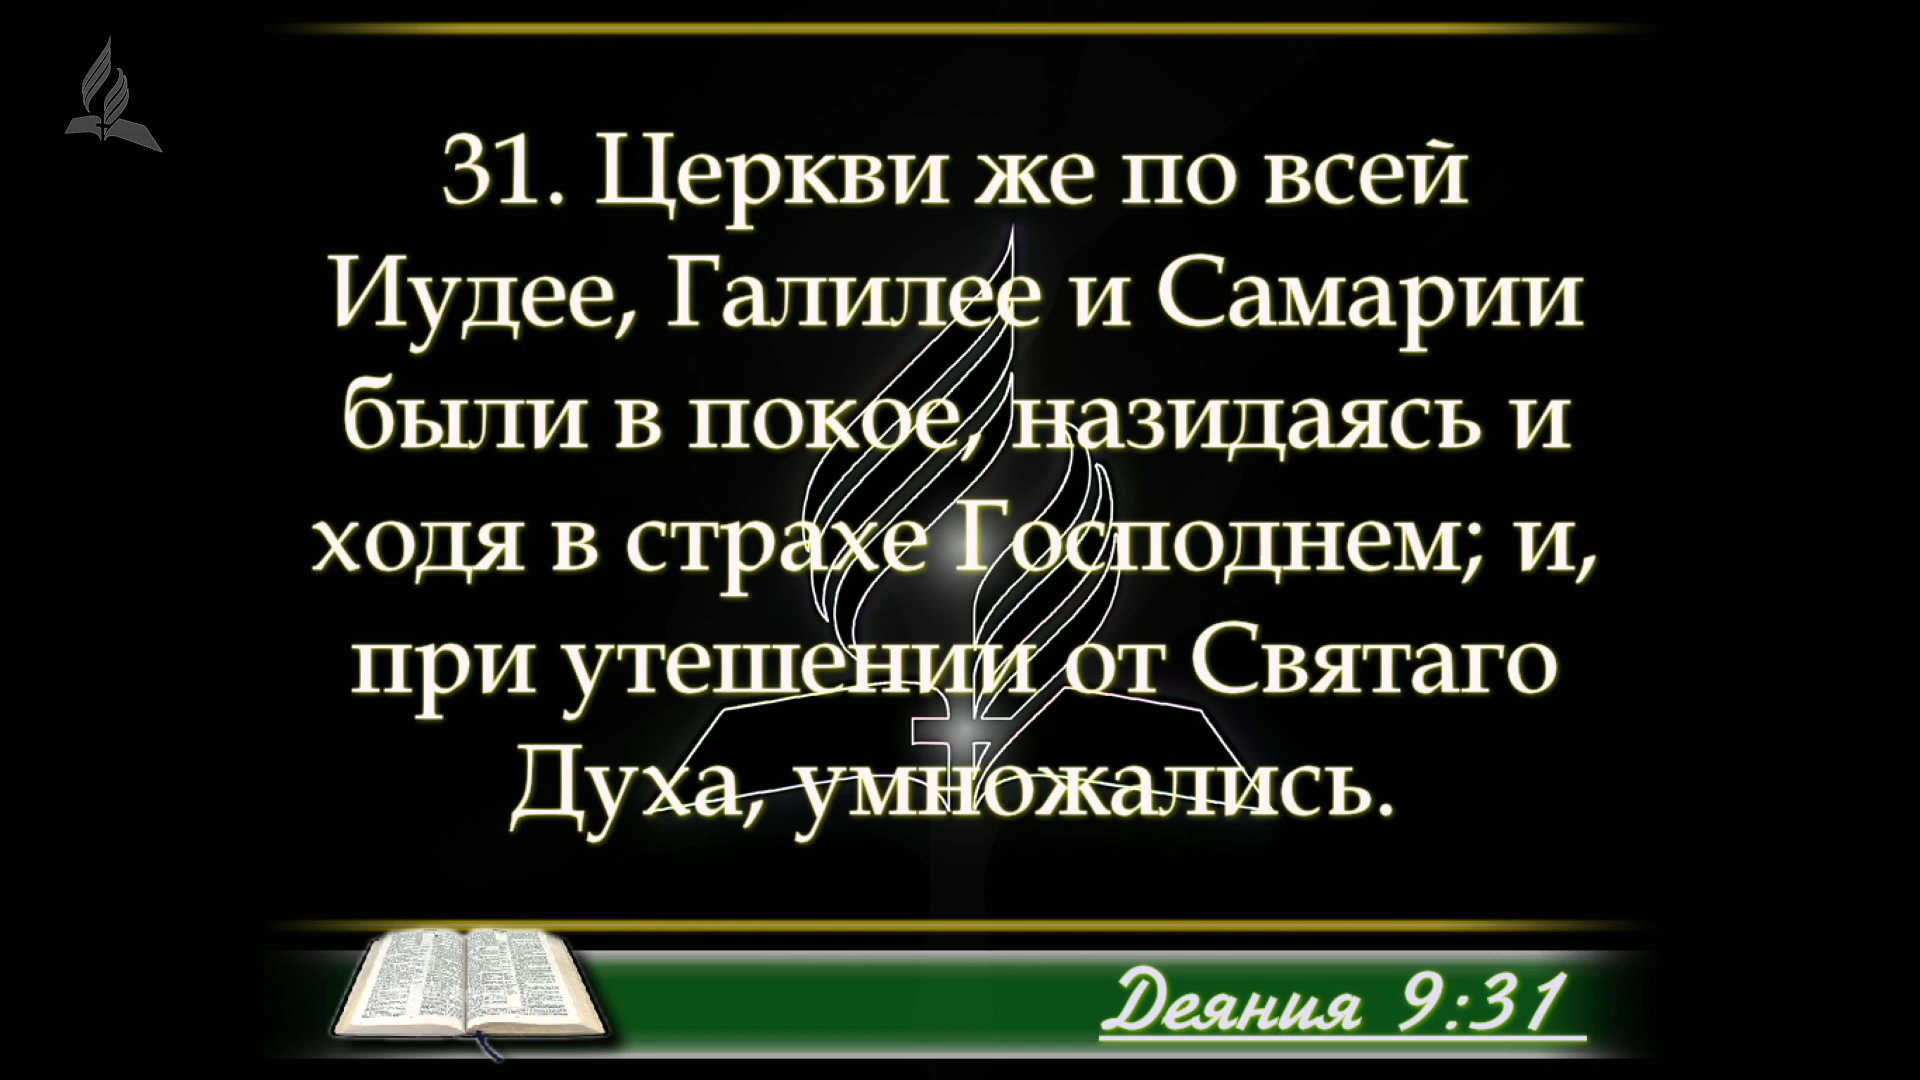 31. Церкви же по всей
Иудее, Галилее и Самарии
были в покое, назидаясь и
ходя в страхе Господнем; и,
при утешении от Святаго
Духа, умножались.
Деяния 9:31